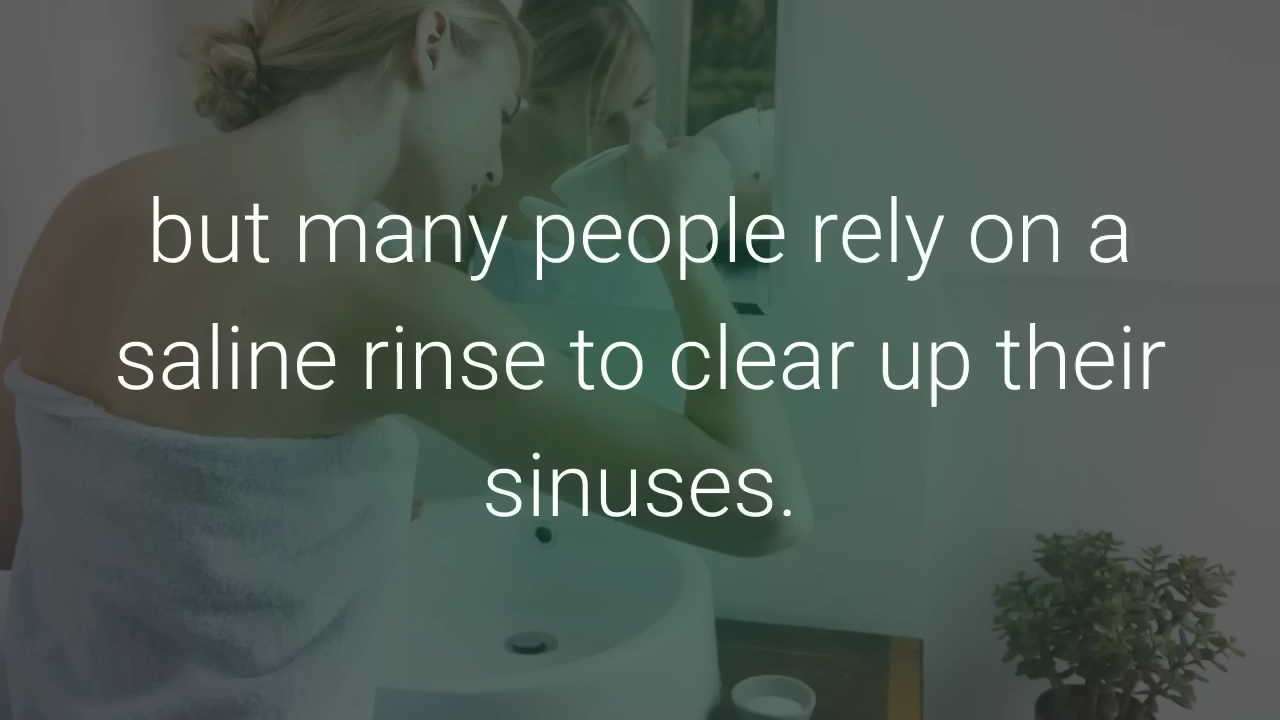 but many people rely on a
saline rinse to clear up their
sinuses.